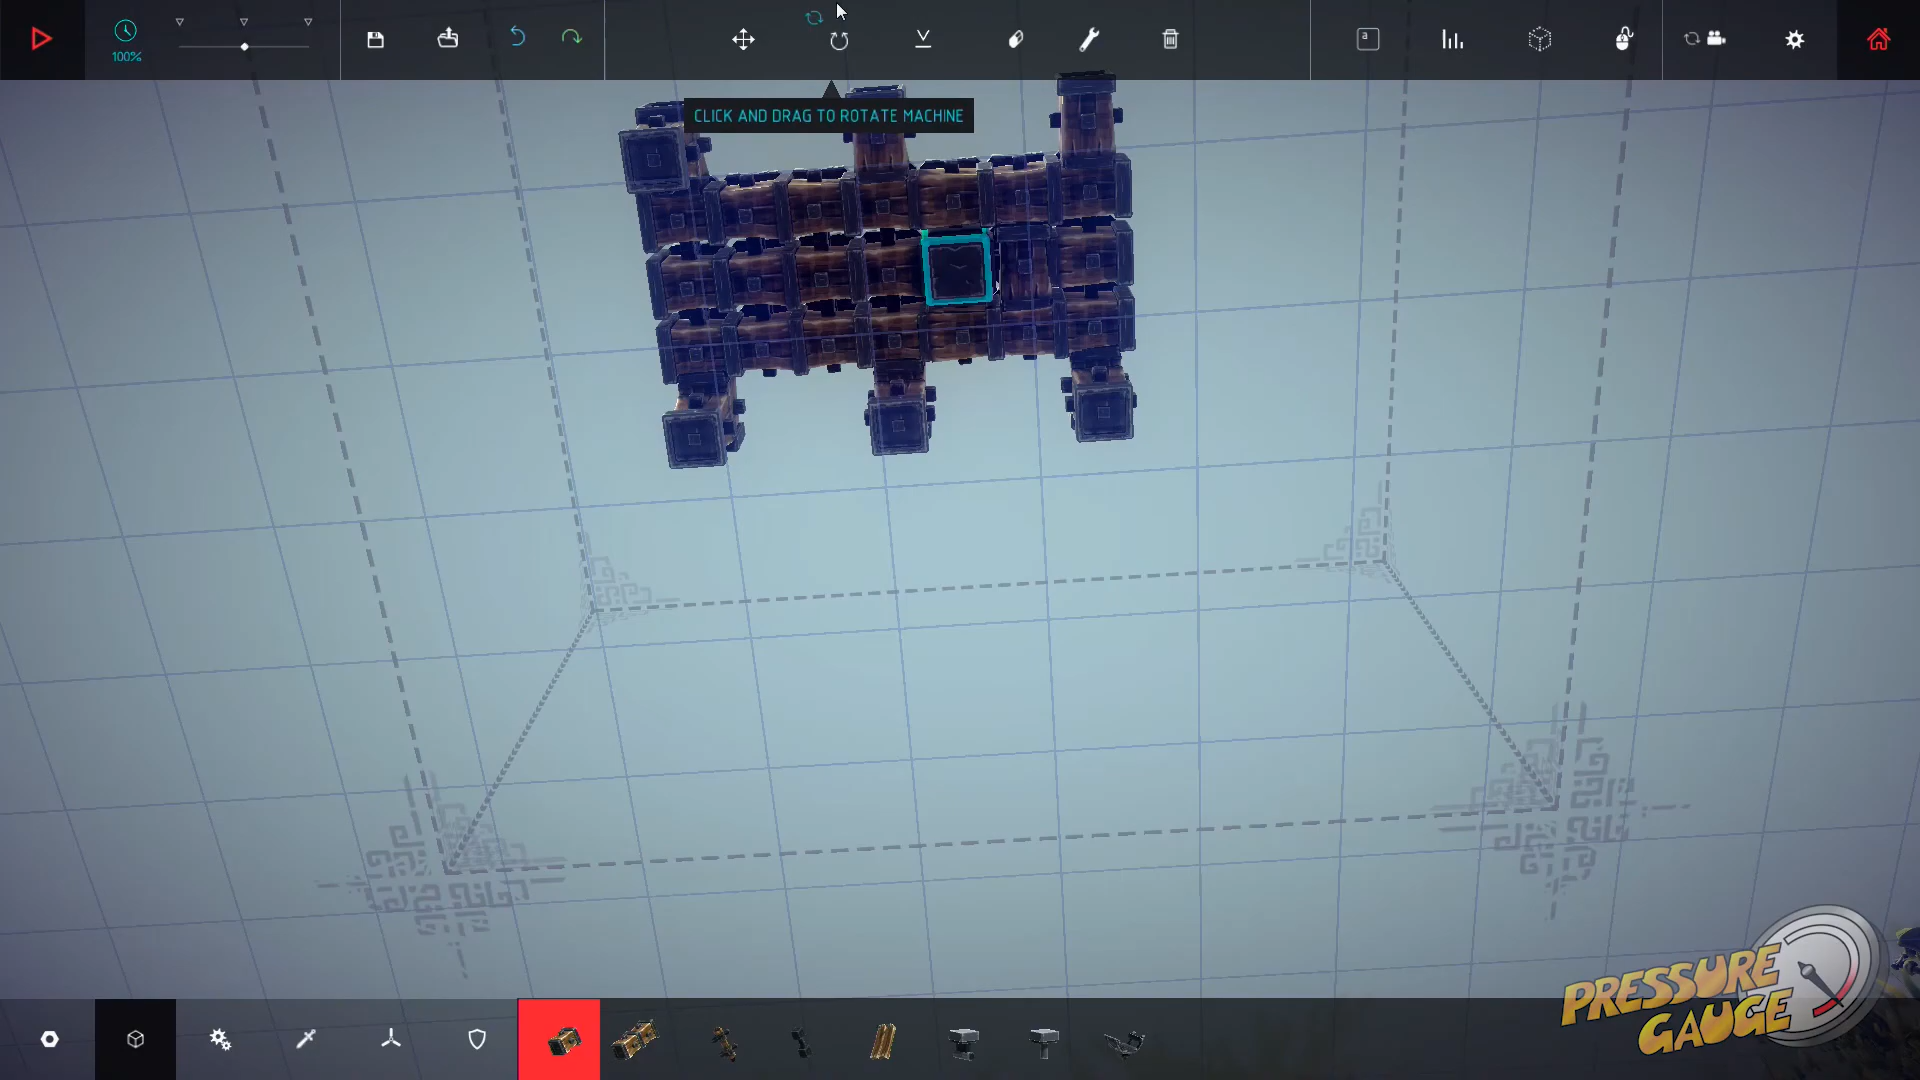 100%
a
CLICK AND DRAG TO ROTATE MACHINE
PRESSURE
GAUGE